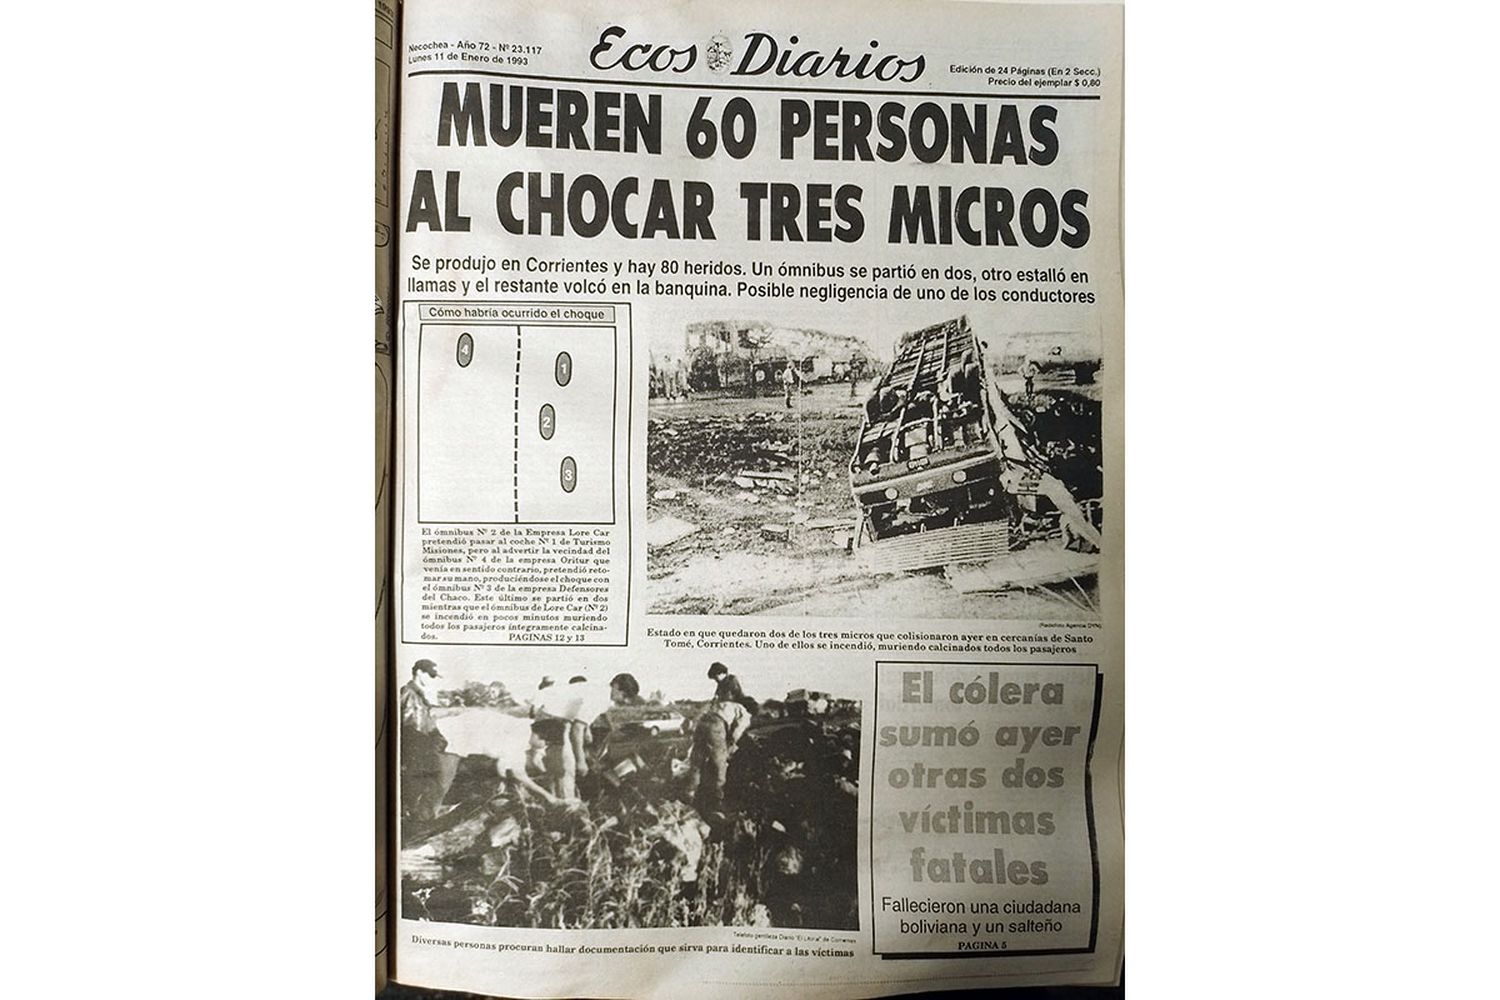 Necochea - Año 72 - Nº 23.117
Lunes 11 de Enero de 1993
Ecos Diarios
Edición de 24 Páginas (En 2 Secc.)
Precio del ejemplar $ 0,80
MUEREN 60 PERSONAS
AL CHOCAR TRES MICROS
Se produjo en Corrientes y hay 80 heridos. Un ómnibus se partió en dos, otro estalló en
llamas y el restante volcó en la banquina. Posible negligencia de uno de los conductores
Cómo habría ocurrido el choque
4
1
2
3
El ómnibus Nº 2 de la Empresa Lore Car
pretendió pasar al coche Nº 1 de Turismo
Misiones, pero al advertir la vecindad del
ómnibus Nº 4 de la empresa Oritur que
venía en sentido contrario, pretendió reto-
mar su mano, produciéndose el choque con
el ómnibus Nº 3 de la empresa Defensores
del Chaco. Este último se partió en dos
mientras que el ómnibus de Lore Car (Nº 2)
se incendió en pocos minutos muriendo
todos los pasajeros íntegramente calcina-
dos. PAGINAS 12 y 13
(Radiofoto Agencia DYN)
Estado en que quedaron dos de los tres micros que colisionaron ayer en cercanías de Santo
Tomé, Corrientes. Uno de ellos se incendió, muriendo calcinados todos los pasajeros
Telefoto gentileza Diario "El Litoral" de Corrientes
Diversas personas procuran hallar documentación que sirva para identificar a las víctimas
El cólera
sumó ayer
otras dos
víctimas
fatales
Fallecieron una ciudadana
boliviana y un salteño
PAGINA 5